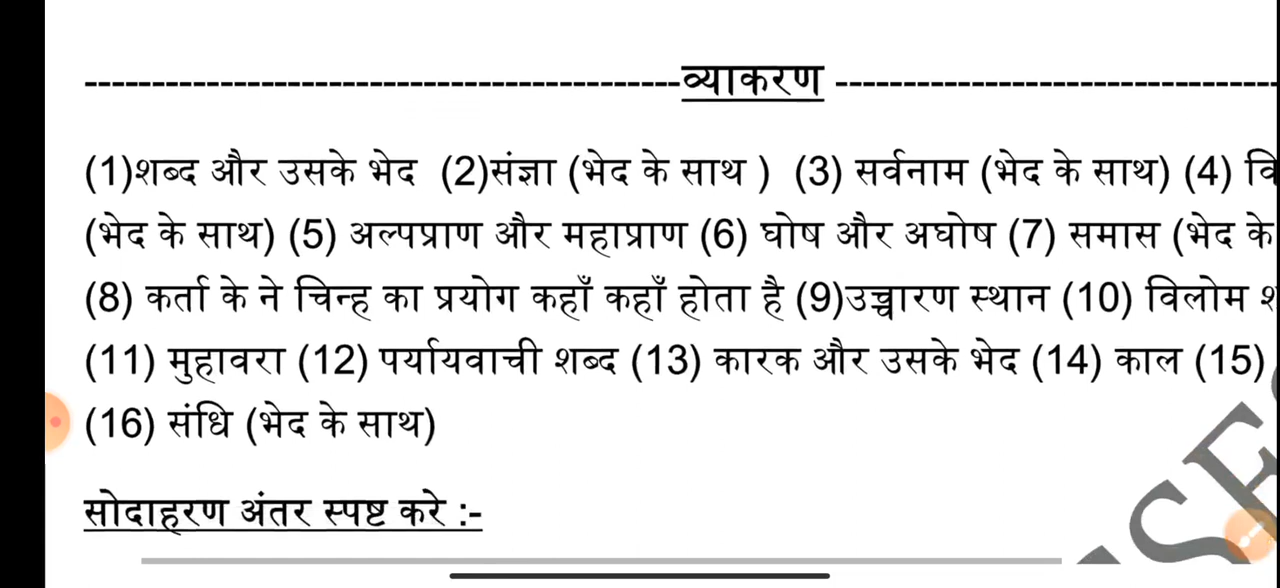 व्याकरण
(1)शब्द और उसके भेद (2)संज्ञा (भेद के साथ ) (3) सर्वनाम (भेद के साथ) (4)
(भेद के साथ) (5) अल्पप्राण और महाप्राण (6) घोष और अघोष (7) समास (भेद के
(8) कर्ता के ने चिन्ह का प्रयोग कहाँ कहाँ होता है (9)उच्चारण स्थान (10) विलोम
(11) मुहावरा (12) पर्यायवाची शब्द (13) कारक और उसके भेद (14) काल (15)
(16) संधि (भेद के साथ)
सोदाहरण अंतर स्पष्ट करे :-